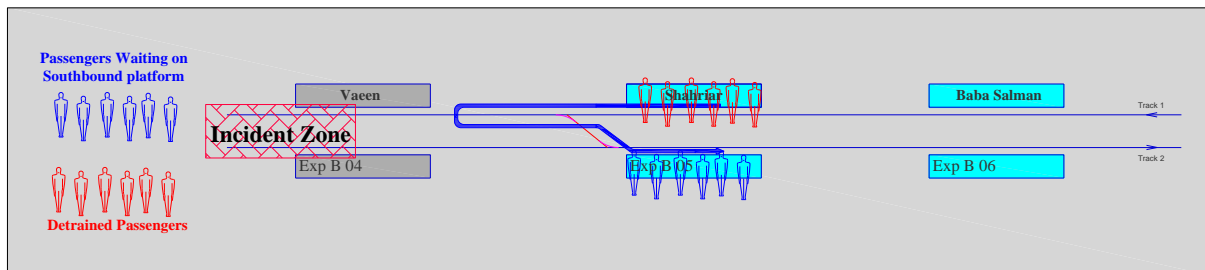 Passengers Waiting on
Southbound platform
Vaeen
Shahriar
Baba Salman
Track 1
Incident Zone
Track 2
Exp B 04
Exp B 05
Exp B 06
Detrained Passengers